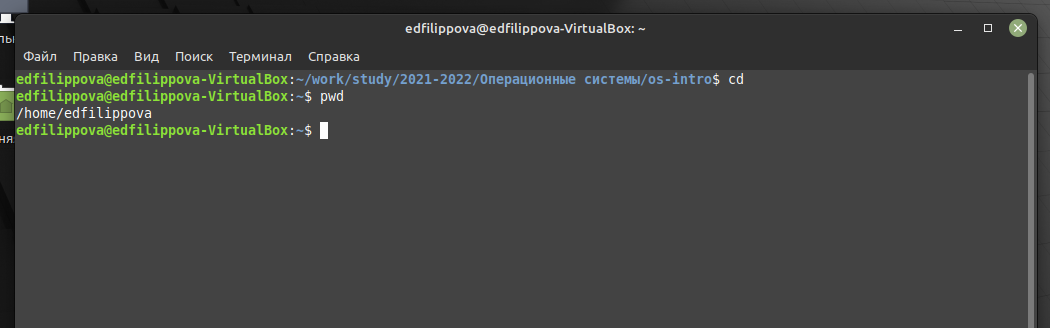 edfilippova@edfilippova-VirtualBox: ~
Файл Правка Вид Поиск Терминал Справка
edfilippova@edfilippova-VirtualBox:~/work/study/2021-2022/Операционные системы/os-intro$ cd
edfilippova@edfilippova-VirtualBox:~$ pwd
/home/edfilippova
edfilippova@edfilippova-VirtualBox:~$